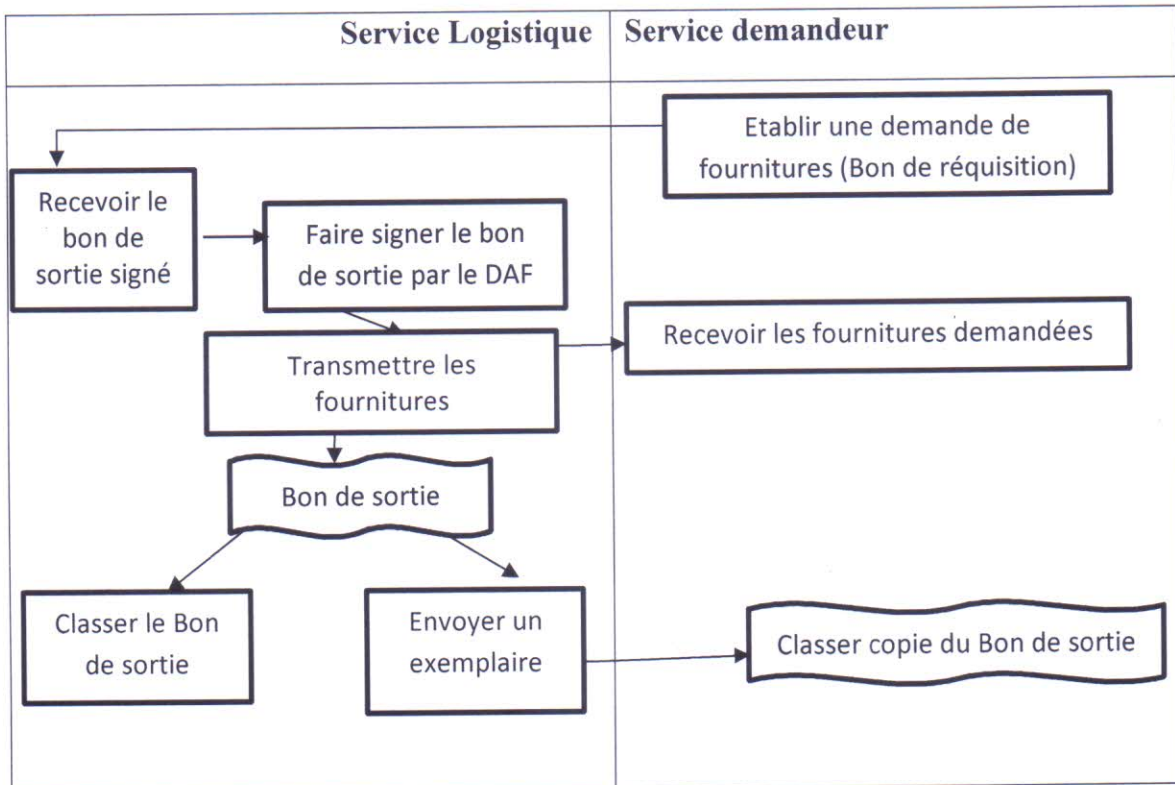 Service Logistique
Service demandeur
Etablir une demande de
fournitures (Bon de réquisition)
Recevoir le
bon de
sortie signé
Faire signer le bon
de sortie par le DAF
Recevoir les fournitures demandées
Transmettre les
fournitures
Bon de sortie
Classer le Bon
de sortie
Envoyer un
exemplaire
Classer copie du Bon de sortie